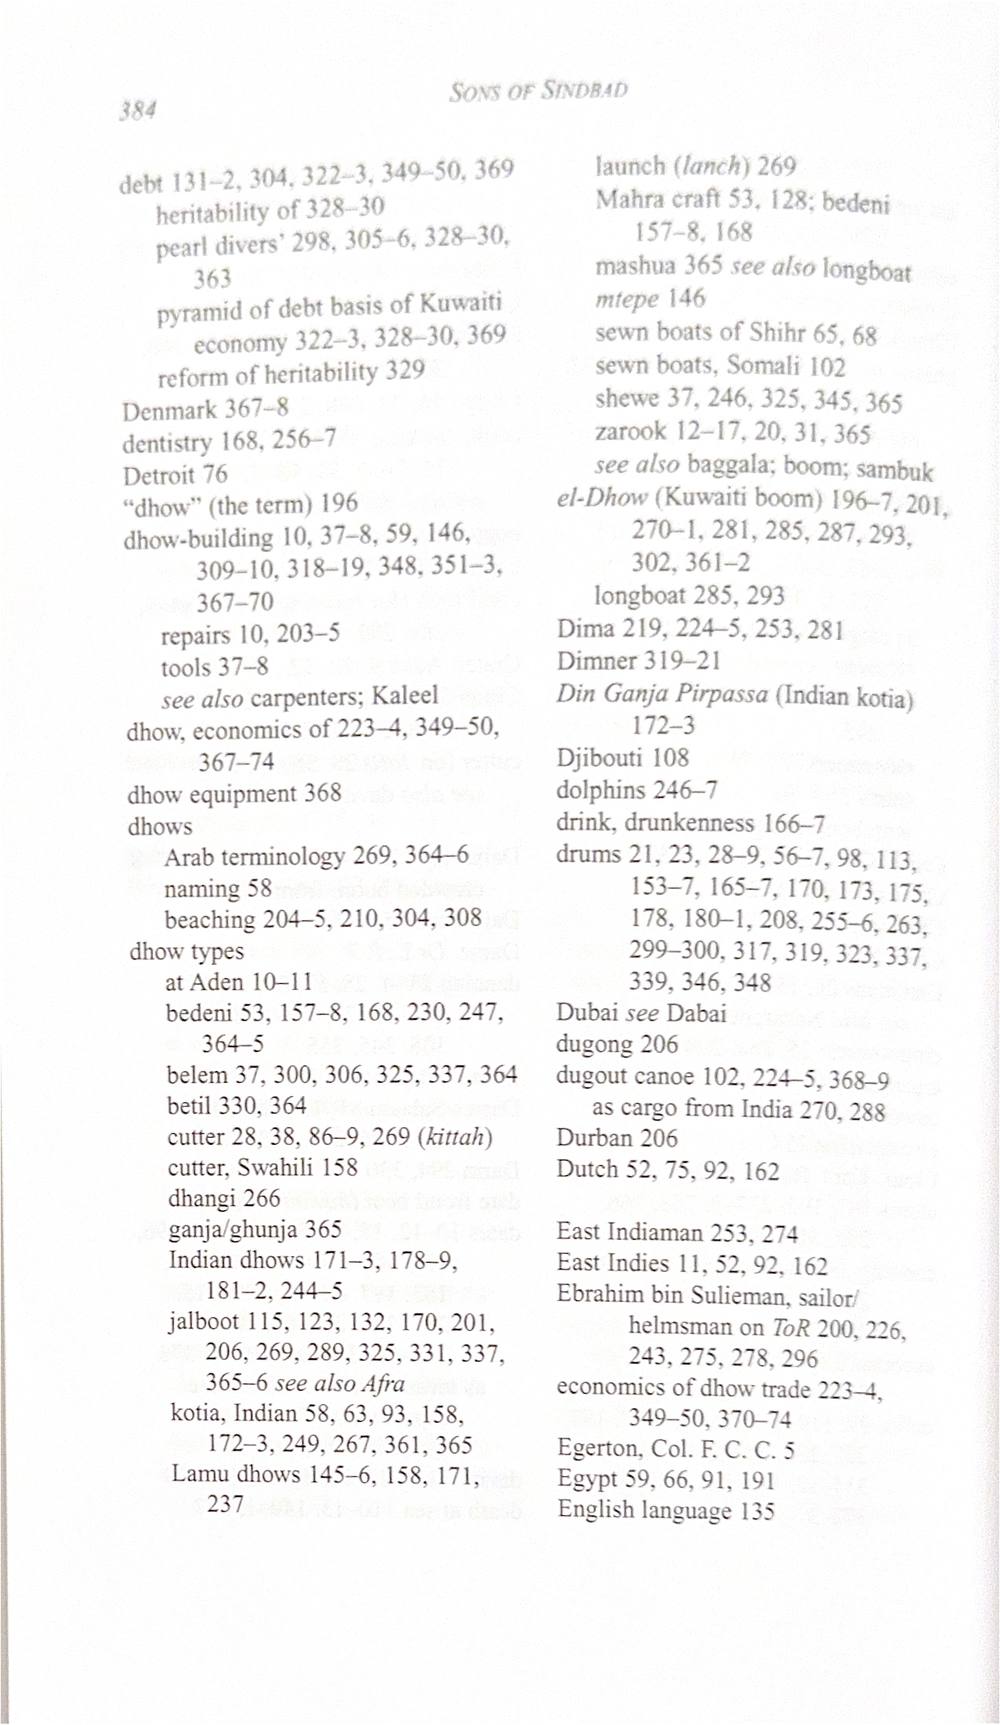 384
SONS OF SINDBAD
debt 131–2, 304, 322–3, 349–50, 369
heritability of 328–30
pearl divers’ 298, 305–6, 328–30,
363
pyramid of debt basis of Kuwaiti
economy 322–3, 328–30, 369
reform of heritability 329
Denmark 367–8
dentistry 168, 256–7
Detroit 76
“dhow” (the term) 196
dhow-building 10, 37–8, 59, 146,
309–10, 318–19, 348, 351–3,
367–70
repairs 10, 203–5
tools 37–8
see also carpenters; Kaleel
dhow, economics of 223–4, 349–50,
367–74
dhow equipment 368
dhows
Arab terminology 269, 364–6
naming 58
beaching 204–5, 210, 304, 308
dhow types
at Aden 10–11
bedeni 53, 157–8, 168, 230, 247,
364–5
belem 37, 300, 306, 325, 337, 364
betil 330, 364
cutter 28, 38, 86–9, 269 (kittah)
cutter, Swahili 158
dhangi 266
ganja/ghunja 365
Indian dhows 171–3, 178–9,
181–2, 244–5
jalboot 115, 123, 132, 170, 201,
206, 269, 289, 325, 331, 337,
365–6 see also Afra
kotia, Indian 58, 63, 93, 158,
172–3, 249, 267, 361, 365
Lamu dhows 145–6, 158, 171,
237
launch (lanch) 269
Mahra craft 53, 128; bedeni
157–8, 168
mashua 365 see also longboat
mtepe 146
sewn boats of Shihr 65, 68
sewn boats, Somali 102
shewe 37, 246, 325, 345, 365
zarook 12–17, 20, 31, 365
see also baggala; boom; sambuk
el-Dhow (Kuwaiti boom) 196–7, 201,
270–1, 281, 285, 287, 293,
302, 361–2
longboat 285, 293
Dima 219, 224–5, 253, 281
Dimner 319–21
Din Ganja Pirpassa (Indian kotia)
172–3
Djibouti 108
dolphins 246–7
drink, drunkenness 166–7
drums 21, 23, 28–9, 56–7, 98, 113,
153–7, 165–7, 170, 173, 175,
178, 180–1, 208, 255–6, 263,
299–300, 317, 319, 323, 337,
339, 346, 348
Dubai see Dabai
dugong 206
dugout canoe 102, 224–5, 368–9
as cargo from India 270, 288
Durban 206
Dutch 52, 75, 92, 162
East Indiaman 253, 274
East Indies 11, 52, 92, 162
Ebrahim bin Sulieman, sailor/
helmsman on ToR 200, 226,
243, 275, 278, 296
economics of dhow trade 223–4,
349–50, 370–74
Egerton, Col. F. C. C. 5
Egypt 59, 66, 91, 191
English language 135